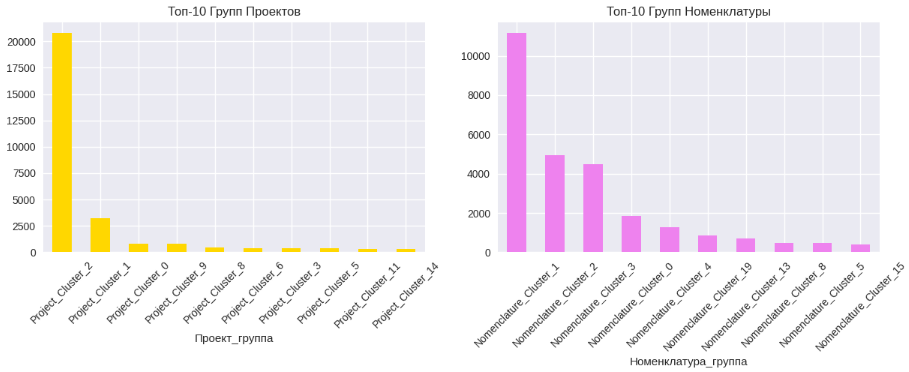 Топ-10 Групп Проектов
20000
17500
15000
12500
10000
7500
5000
2500
0
Project_Cluster_2
Project_Cluster_1
Project_Cluster_0
Project_Cluster_9
Project_Cluster_8
Project_Cluster_6
Project_Cluster_3
Project_Cluster_5
Project_Cluster_11
Project_Cluster_14
Проект_группа
Топ-10 Групп Номенклатуры
10000
8000
6000
4000
2000
0
Nomenclature_Cluster_1
Nomenclature_Cluster_2
Nomenclature_Cluster_3
Nomenclature_Cluster_0
Nomenclature_Cluster_4
Nomenclature_Cluster_19
Nomenclature_Cluster_13
Nomenclature_Cluster_8
Nomenclature_Cluster_5
Nomenclature_Cluster_15
Номенклатура_группа